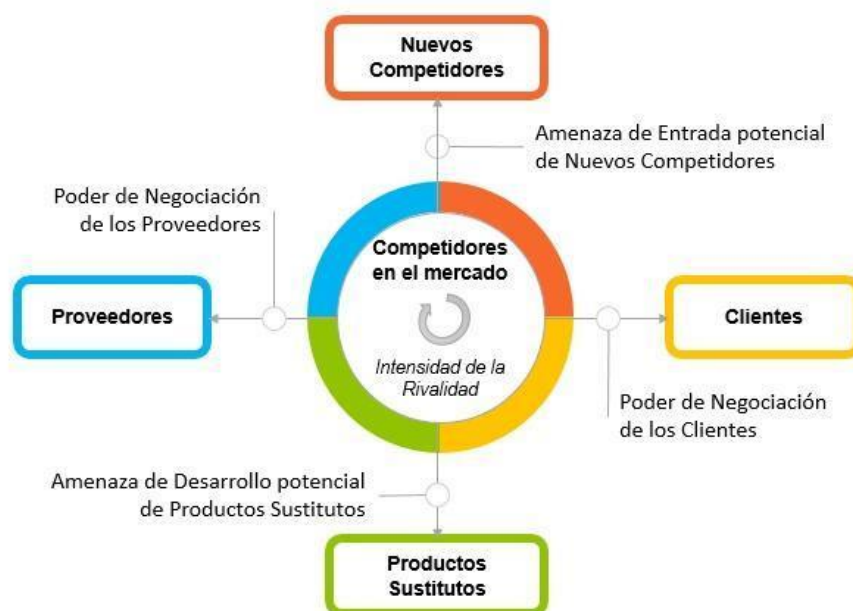 Nuevos
Competidores
Amenaza de Entrada potencial
de Nuevos Competidores
Poder de Negociación
de los Proveedores
Competidores
en el mercado
Proveedores
Clientes
Intensidad de la
Rivalidad
Poder de Negociación
de los Clientes
Amenaza de Desarrollo potencial
de Productos Sustitutos
Productos
Sustitutos